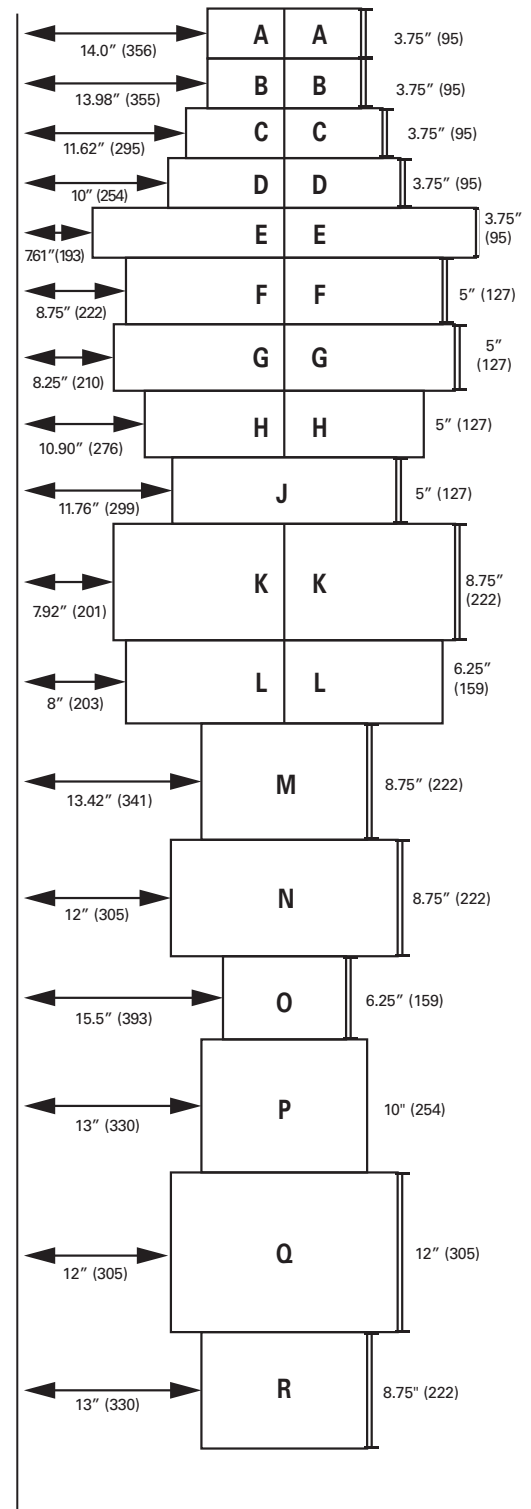 A A 3.75″ (95)
14.0″ (356)
B B 3.75″ (95)
13.98″ (355)
C C 3.75″ (95)
11.62″ (295)
D D 3.75″ (95)
10″ (254)
E E 3.75″
(95)
7.61″(193)
F F 5″ (127)
8.75″ (222)
G G 5″
(127)
8.25″ (210)
H H 5″ (127)
10.90″ (276)
J 5″ (127)
11.76″ (299)
K K 8.75″
(222)
7.92″ (201)
L L 6.25″
(159)
8″ (203)
M 8.75″ (222)
13.42″ (341)
N 8.75″ (222)
12″ (305)
O 6.25″ (159)
15.5″ (393)
P 10" (254)
13″ (330)
Q 12″ (305)
12″ (305)
R 8.75" (222)
13″ (330)